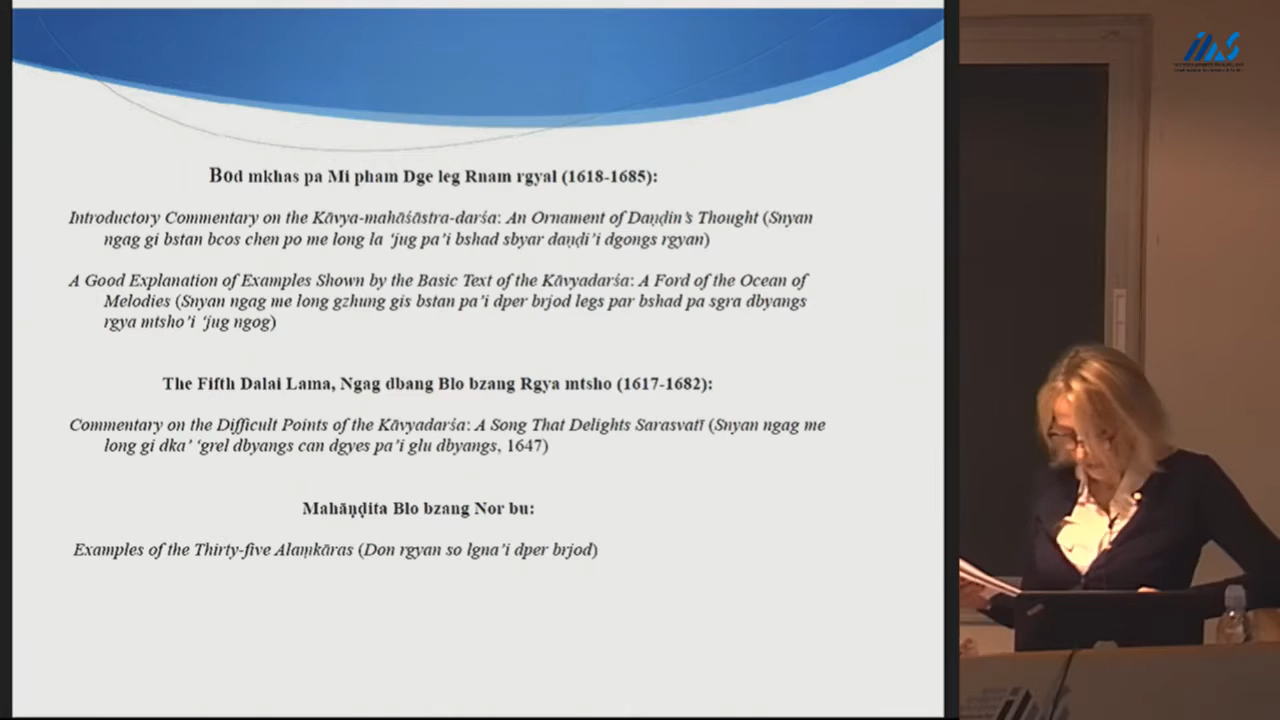 Bod mkhas pa Mi pham Dge leg Rnam rgyal (1618-1685):
Introductory Commentary on the Kāvya-mahāśāstra-darśa: An Ornament of Daṇḍin's Thought (Snyan
ngag gi bstan bcos chen po me long la 'jug pa'i bshad sbyar daṇḍi'i dgongs rgyan)
A Good Explanation of Examples Shown by the Basic Text of the Kāvyadarśa: A Ford of the Ocean of
Melodies (Snyan ngag me long gzhung gis bstan pa'i dper brjod legs par bshad pa sgra dbyangs
rgya mtsho'i 'jug ngog)
The Fifth Dalai Lama, Ngag dbang Blo bzang Rgya mtsho (1617-1682):
Commentary on the Difficult Points of the Kāvyadarśa: A Song That Delights Sarasvatī (Snyan ngag me
long gi dka' 'grel dbyangs can dgyes pa'i glu dbyangs, 1647)
Mahāṇḍita Blo bzang Nor bu:
Examples of the Thirty-five Alaṃkāras (Don rgyan so lgna'i dper brjod)